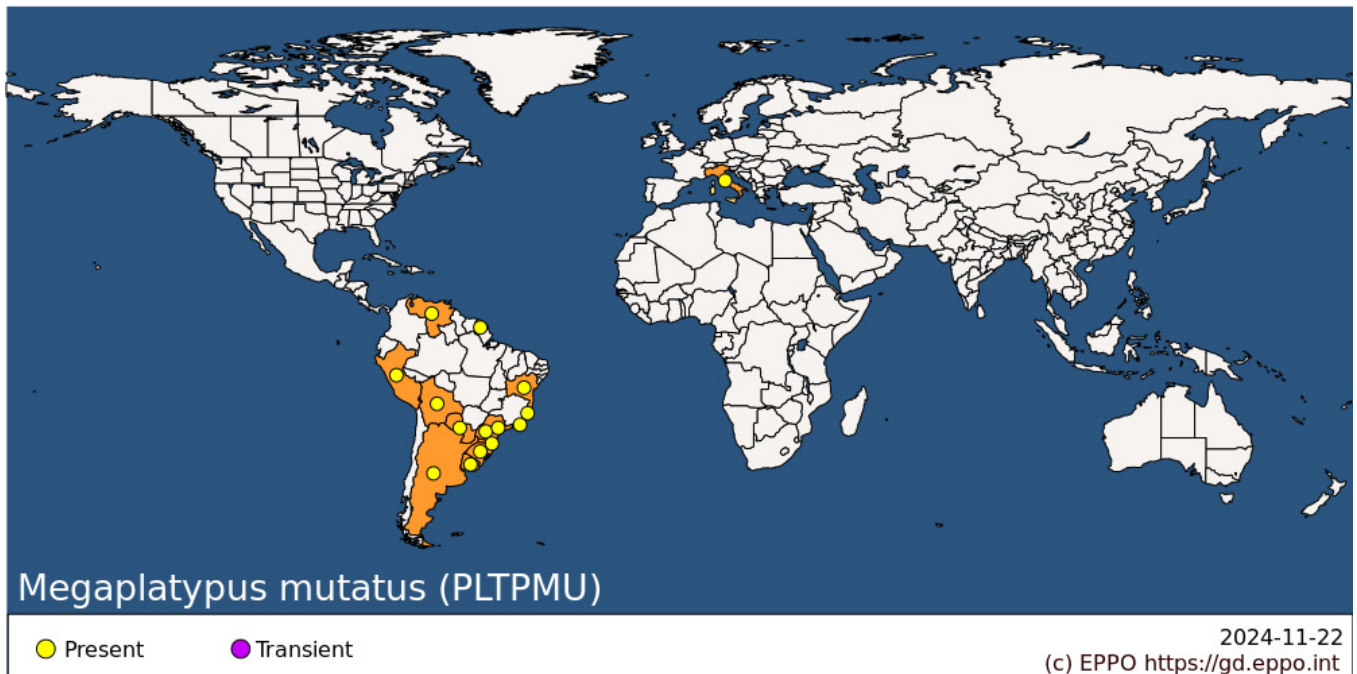 Megaplatypus mutatus (PLTPMU)
Present
Transient
2024-11-22
(c) EPPO https://gd.eppo.int